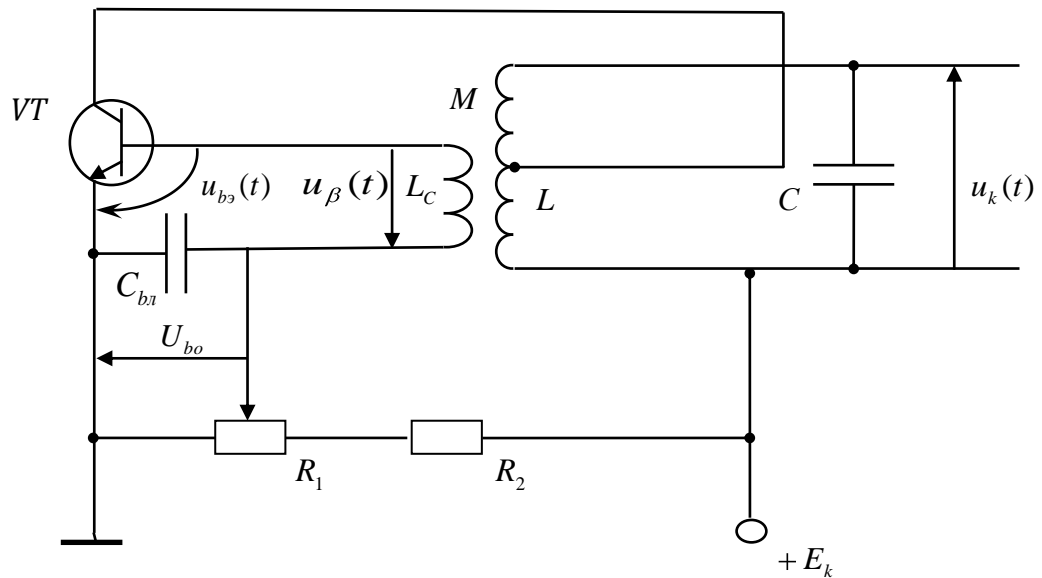 VT
M
u_{bэ}(t)
u_β(t)
L_C
L
C
u_k(t)
C_{bл}
U_{bo}
R_1
R_2
+ E_k